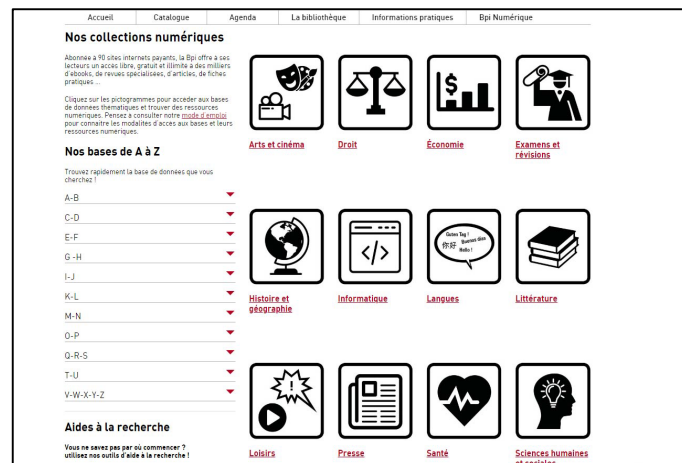 Accueil Catalogue Agenda La bibliothèque Informations pratiques Bpi Numérique
Nos collections numériques
Abonnée à 90 sites internets payants, la Bpi offre à ses
lecteurs un accès libre, gratuit et illimité à des milliers
d'ebooks, de revues spécialisées, d'articles, de fiches
pratiques ...
Cliquez sur les pictogrammes pour accéder aux bases
de données thématiques et trouver des ressources
numériques. Pensez à consulter notre mode d'emploi
pour connaître les modalités d'accès aux bases et leurs
ressources numériques.
Nos bases de A à Z
Trouvez rapidement la base de données que vous
cherchez !
A-B
C-D
E-F
G -H
I-J
K-L
M-N
O-P
Q-R-S
T-U
V-W-X-Y-Z
Aides à la recherche
Vous ne savez pas par où commencer ?
utilisez nos outils d'aide à la recherche !
$
Arts et cinéma
Droit
Économie
Examens et
révisions
</>
Guten Tag !
Buenos días
你好
Hello !
Histoire et
géographie
Informatique
Langues
Littérature
!
Loisirs
Presse
Santé
Sciences humaines
et sociales